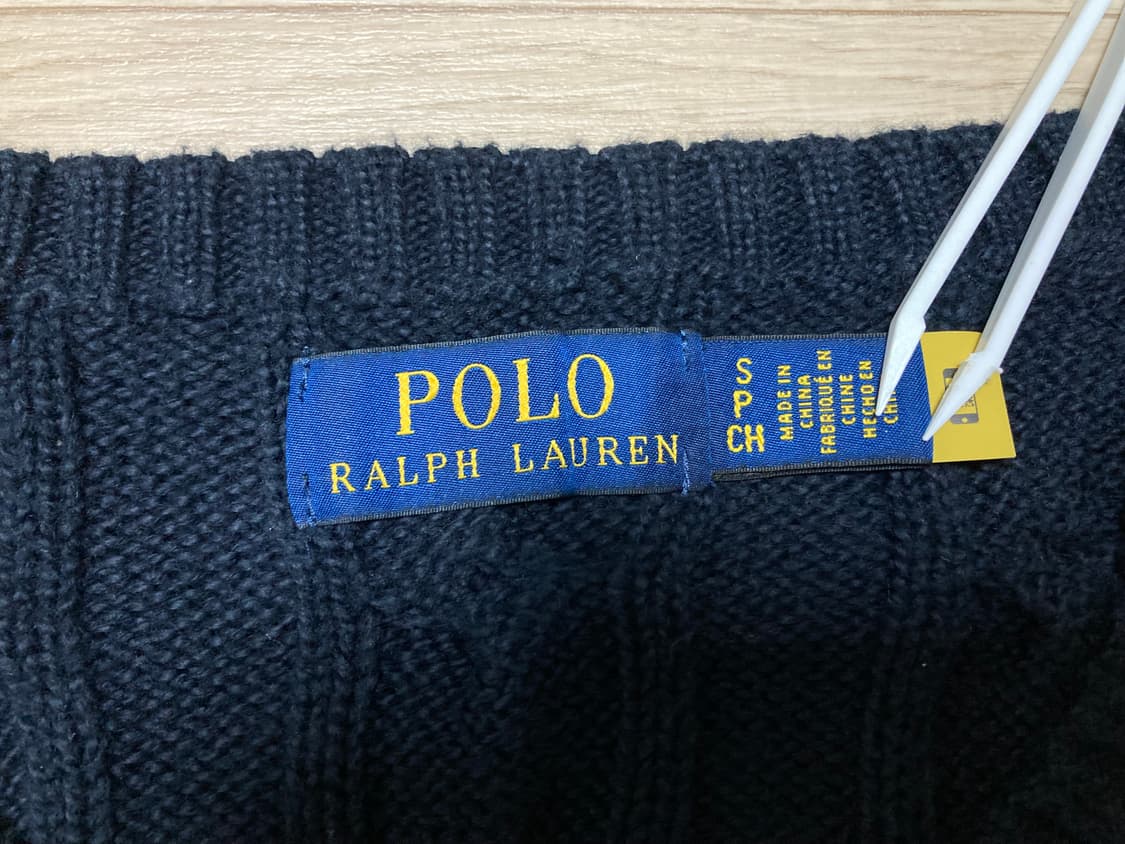 POLO
RALPH LAUREN
S
P
CH
MADE IN
CHINA
FABRIQUÉ EN
CHINE
HECHO EN